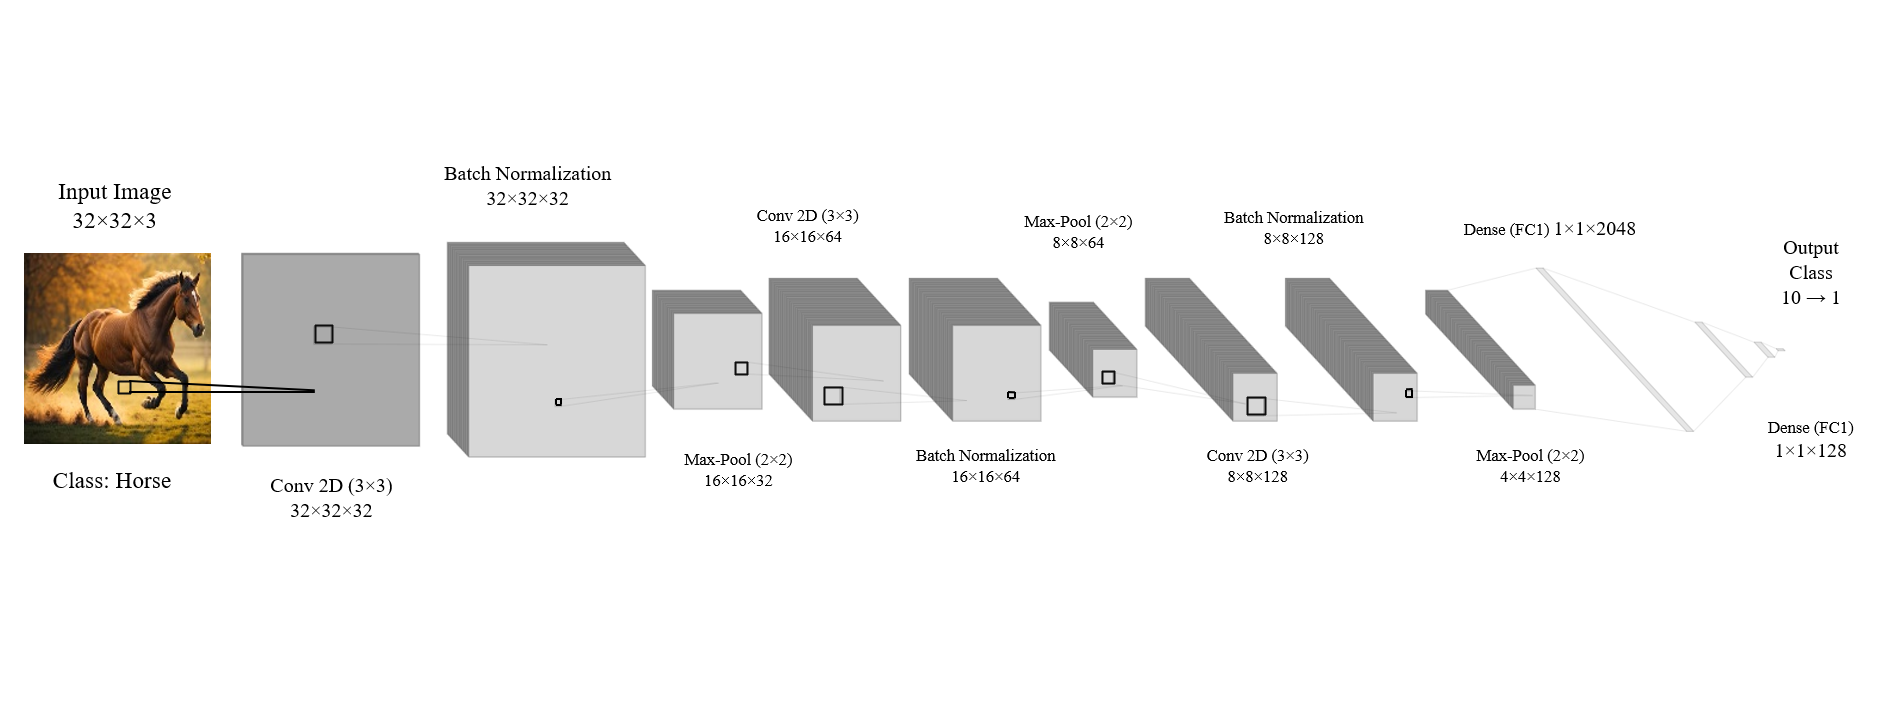 Input Image
32×32×3
Class: Horse
Conv 2D (3×3)
32×32×32
Batch Normalization
32×32×32
Max-Pool (2×2)
16×16×32
Conv 2D (3×3)
16×16×64
Batch Normalization
16×16×64
Max-Pool (2×2)
8×8×64
Conv 2D (3×3)
8×8×128
Batch Normalization
8×8×128
Max-Pool (2×2)
4×4×128
Dense (FC1) 1×1×2048
Dense (FC1)
1×1×128
Output
Class
10 → 1